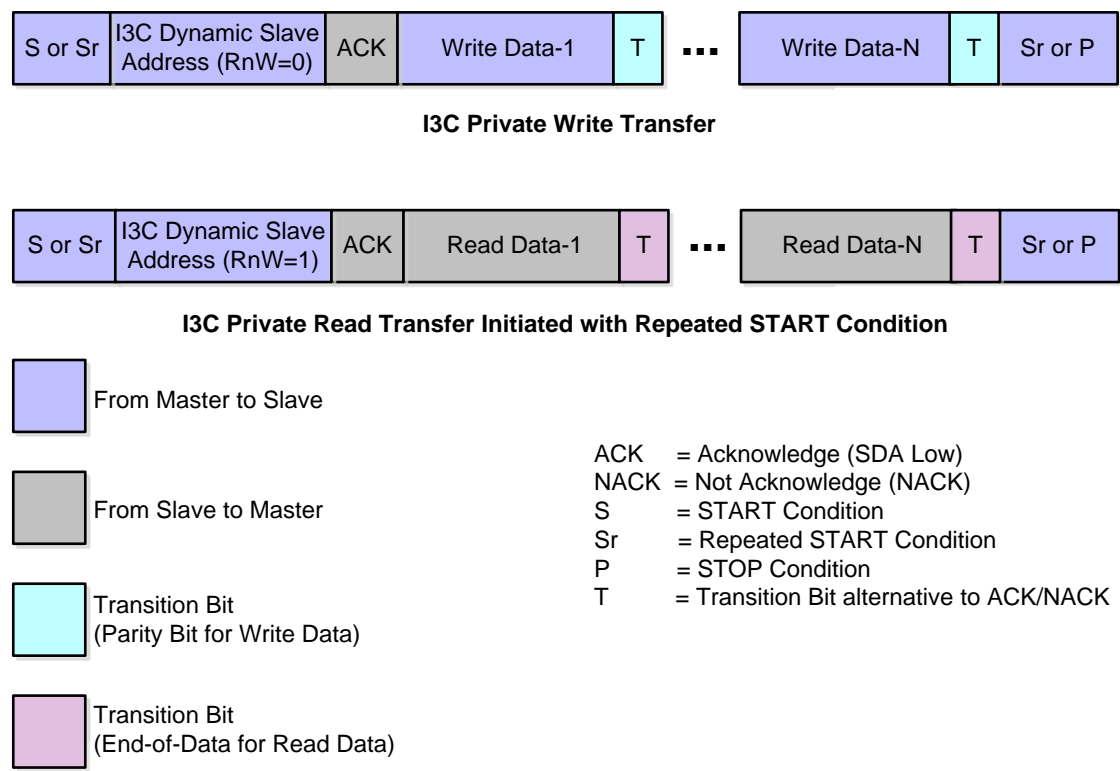 S or Sr I3C Dynamic Slave Address (RnW=0) ACK Write Data-1 T ... Write Data-N T Sr or P
I3C Private Write Transfer
S or Sr I3C Dynamic Slave Address (RnW=1) ACK Read Data-1 T ... Read Data-N T Sr or P
I3C Private Read Transfer Initiated with Repeated START Condition
From Master to Slave
From Slave to Master
Transition Bit
(Parity Bit for Write Data)
Transition Bit
(End-of-Data for Read Data)
ACK = Acknowledge (SDA Low)
NACK = Not Acknowledge (NACK)
S = START Condition
Sr = Repeated START Condition
P = STOP Condition
T = Transition Bit alternative to ACK/NACK